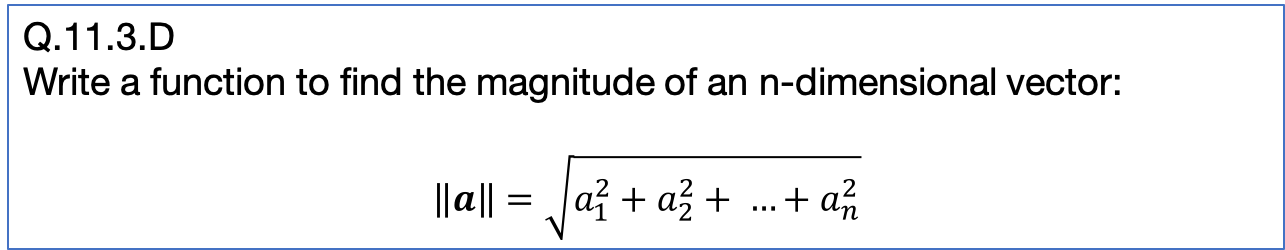 Q.11.3.D
Write a function to find the magnitude of an n-dimensional vector:
‖𝒂‖ = √(a₁² + a₂² + … + aₙ²)